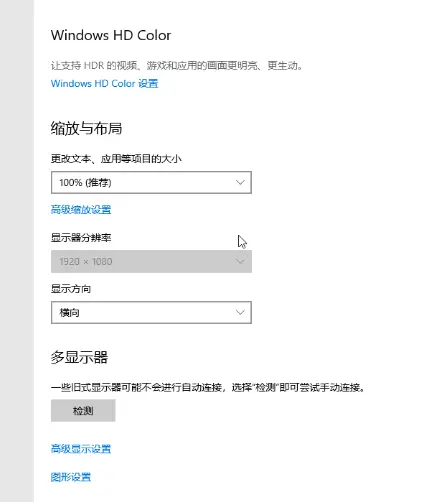 Windows HD Color
让支持 HDR 的视频、游戏和应用的画面更明亮、更生动。
Windows HD Color 设置
缩放与布局
更改文本、应用等项目的大小
100% (推荐)
高级缩放设置
显示器分辨率
1920 × 1080
显示方向
横向
多显示器
一些旧式显示器可能不会进行自动连接，选择"检测"即可尝试手动连接。
检测
高级显示设置
图形设置